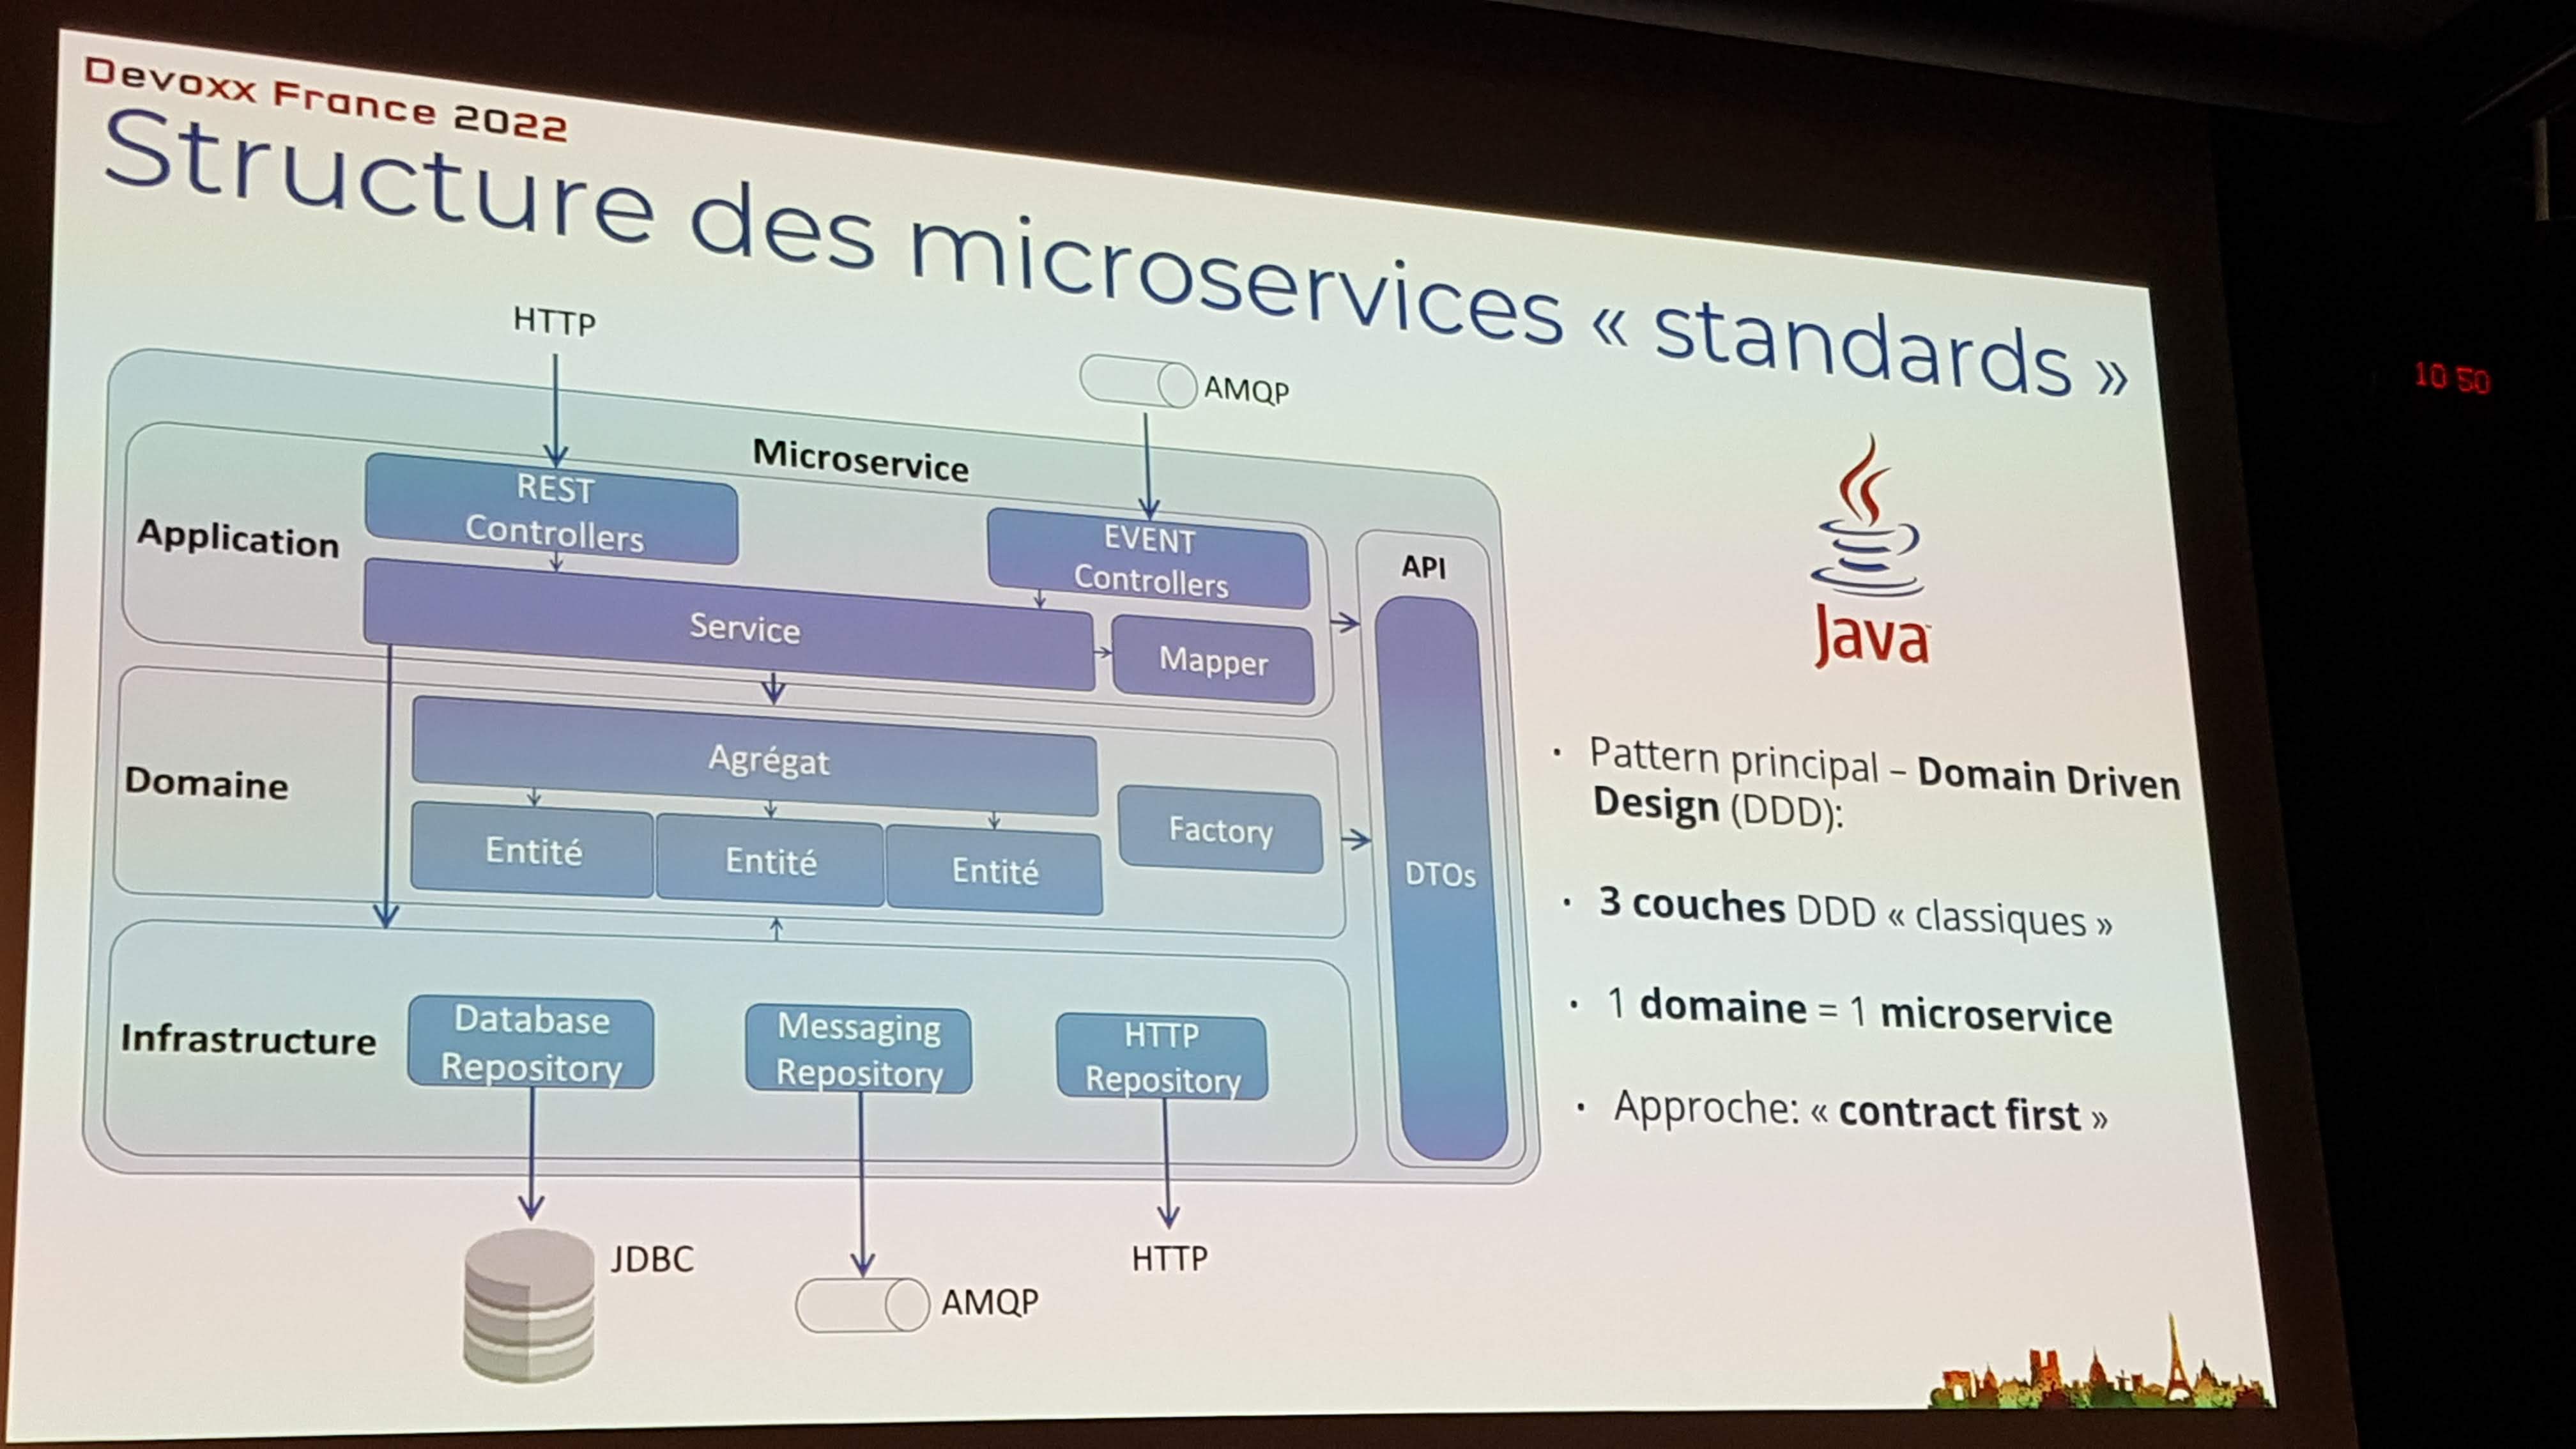 Devoxx France 2022
Structure des microservices « standards »
HTTP
AMQP
Microservice
Application
REST
Controllers
EVENT
Controllers
API
Service
Mapper
Domaine
Agrégat
Entité
Entité
Entité
Factory
DTOs
Infrastructure
Database
Repository
Messaging
Repository
HTTP
Repository
JDBC
AMQP
HTTP
Java
• Pattern principal – Domain Driven
Design (DDD):
• 3 couches DDD « classiques »
• 1 domaine = 1 microservice
• Approche: « contract first »
10 50